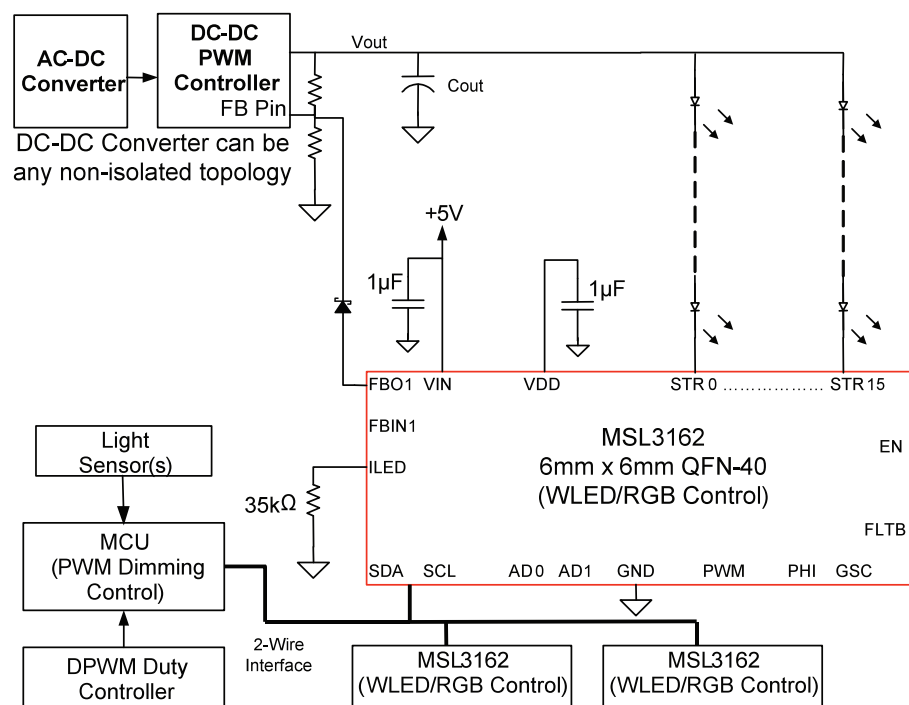 AC-DC
Converter
DC-DC
PWM
Controller
FB Pin
Vout
Cout
DC-DC Converter can be
any non-isolated topology
+5V
1µF
1µF
FBO1
VIN
VDD
STR 0
................
STR 15
FBIN1
ILED
MSL3162
6mm x 6mm QFN-40
(WLED/RGB Control)
EN
FLTB
35kΩ
Light
Sensor(s)
MCU
(PWM Dimming
Control)
SDA
SCL
AD0
AD1
GND
PWM
PHI
GSC
2-Wire
Interface
DPWM Duty
Controller
MSL3162
(WLED/RGB Control)
MSL3162
(WLED/RGB Control)